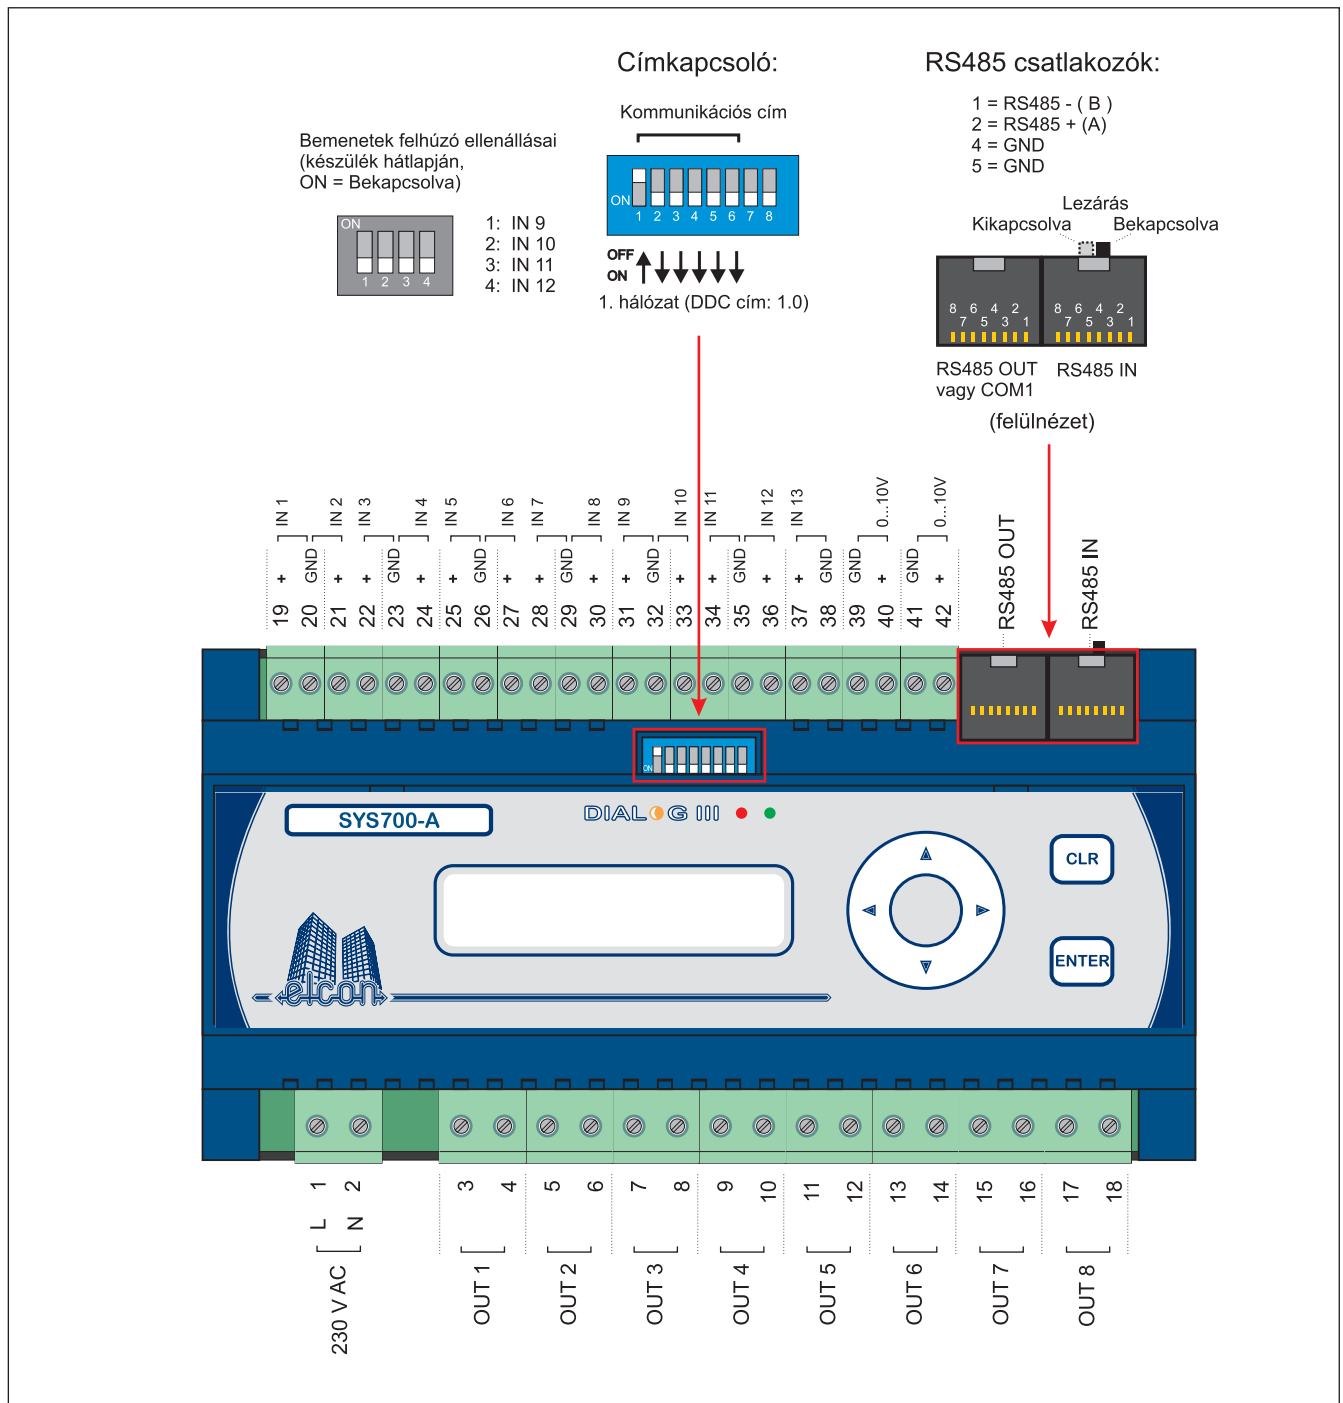 Címkapcsoló:
RS485 csatlakozók:
Kommunikációs cím
1 = RS485 - ( B )
2 = RS485 + (A)
4 = GND
5 = GND
Bemenetek felhúzó ellenállásai
(készülék hátlapján,
ON = Bekapcsolva)
ON
1 2 3 4
1: IN 9
2: IN 10
3: IN 11
4: IN 12
ON
1 2 3 4 5 6 7 8
OFF
ON
1. hálózat (DDC cím: 1.0)
Lezárás
Kikapcsolva
Bekapcsolva
8 6 4 2
7 5 3 1
8 6 4 2
7 5 3 1
RS485 OUT
vagy COM1
RS485 IN
(felülnézet)
IN 1
IN 2
IN 3
IN 4
IN 5
IN 6
IN 7
IN 8
IN 9
IN 10
IN 11
IN 12
IN 13
0...10V
0...10V
+ GND + + GND + + GND + + GND + + GND + + GND + + GND GND + GND +
19 20 21 22 23 24 25 26 27 28 29 30 31 32 33 34 35 36 37 38 39 40 41 42
RS485 OUT
RS485 IN
ON
SYS700-A
DIALOG III
CLR
ENTER
elcon
1 2 3 4 5 6 7 8 9 10 11 12 13 14 15 16 17 18
L N
230 V AC
OUT 1
OUT 2
OUT 3
OUT 4
OUT 5
OUT 6
OUT 7
OUT 8